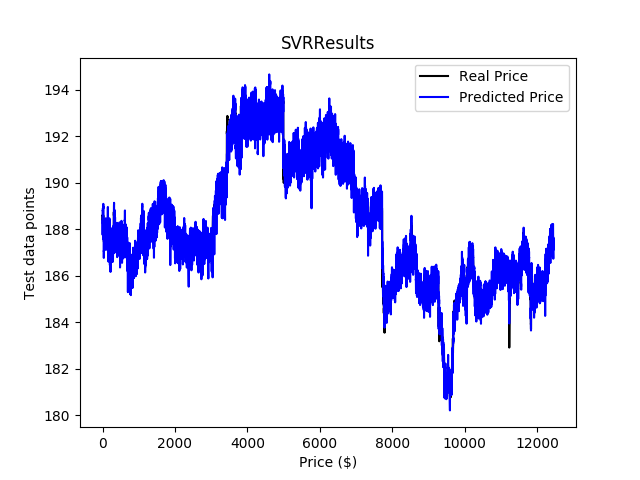 SVRResults
Real Price
Predicted Price
Test data points
194
192
190
188
186
184
182
180
0 2000 4000 6000 8000 10000 12000
Price ($)